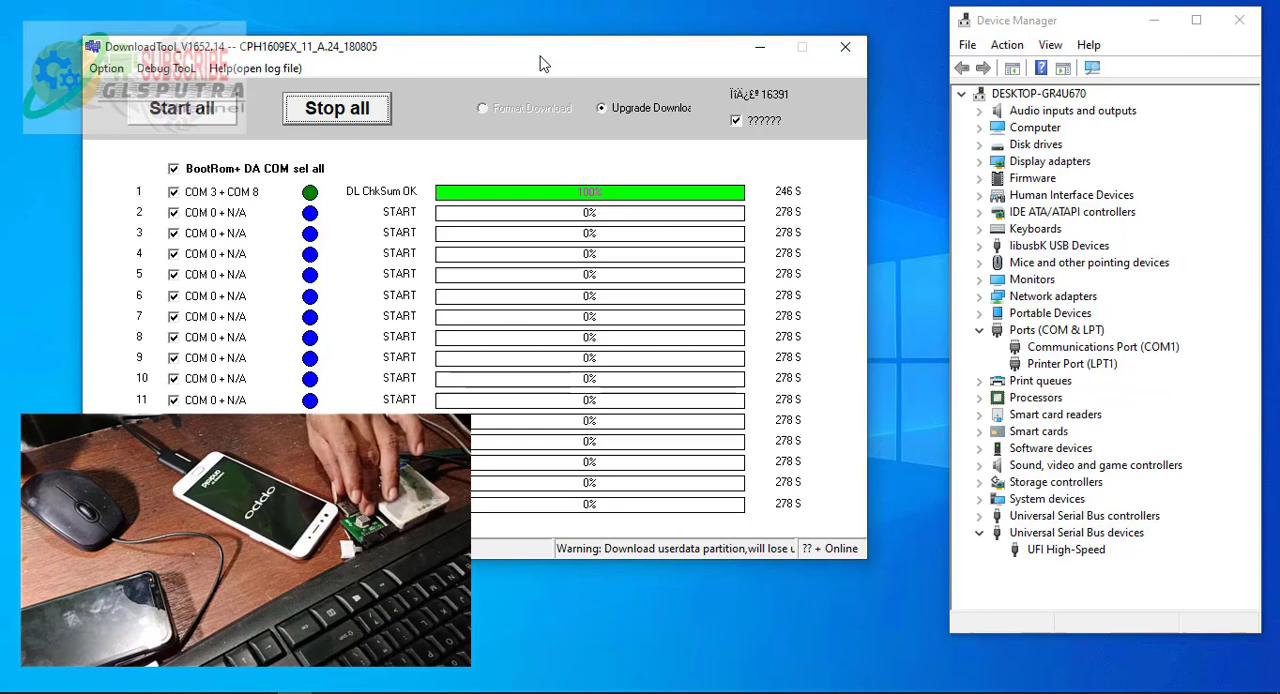 DownloadTool_V1652.14 -- CPH1609EX_11_A.24_180805
Option Debug Tool Help(open log file)
SUBSCRIBE
GLSPUTRA
Channel
Start all
Stop all
Format Download
Upgrade Downloa
ÏìÄ¿£º 16391
??????
BootRom+ DA COM sel all
1 COM 3 + COM 8 DL ChkSum OK 100% 246 S
2 COM 0 + N/A START 0% 278 S
3 COM 0 + N/A START 0% 278 S
4 COM 0 + N/A START 0% 278 S
5 COM 0 + N/A START 0% 278 S
6 COM 0 + N/A START 0% 278 S
7 COM 0 + N/A START 0% 278 S
8 COM 0 + N/A START 0% 278 S
9 COM 0 + N/A START 0% 278 S
10 COM 0 + N/A START 0% 278 S
11 COM 0 + N/A START 0% 278 S
0% 278 S
0% 278 S
0% 278 S
0% 278 S
0% 278 S
Warning: Download userdata partition,will lose u
?? + Online
oppo
Device Manager
File Action View Help
DESKTOP-GR4U670
Audio inputs and outputs
Computer
Disk drives
Display adapters
Firmware
Human Interface Devices
IDE ATA/ATAPI controllers
Keyboards
libusbK USB Devices
Mice and other pointing devices
Monitors
Network adapters
Portable Devices
Ports (COM & LPT)
Communications Port (COM1)
Printer Port (LPT1)
Print queues
Processors
Smart card readers
Smart cards
Software devices
Sound, video and game controllers
Storage controllers
System devices
Universal Serial Bus controllers
Universal Serial Bus devices
UFI High-Speed